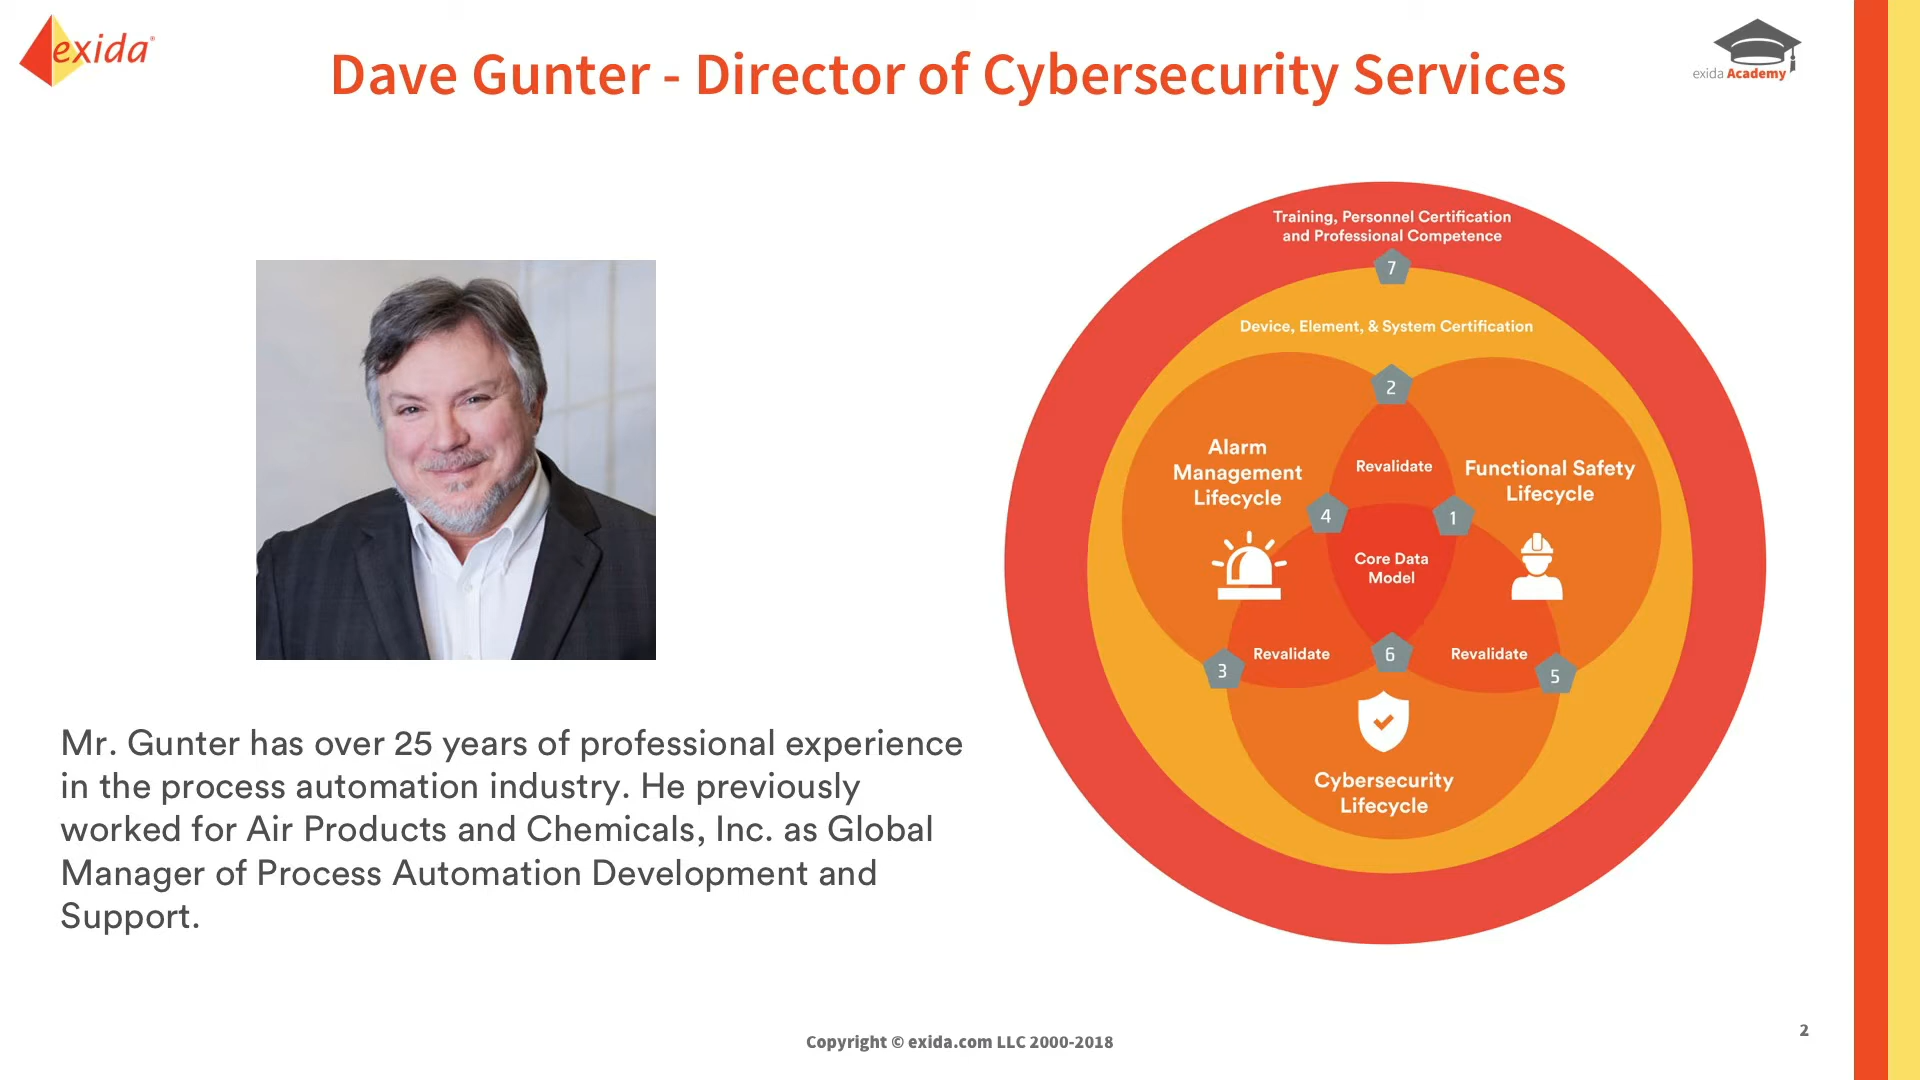 exida®
Dave Gunter - Director of Cybersecurity Services
exida Academy
Training, Personnel Certification
and Professional Competence
7
Device, Element, & System Certification
2
Alarm
Management
Lifecycle
Revalidate
Functional Safety
Lifecycle
4
1
Core Data
Model
Revalidate
6
Revalidate
3
5
Cybersecurity
Lifecycle
Mr. Gunter has over 25 years of professional experience
in the process automation industry. He previously
worked for Air Products and Chemicals, Inc. as Global
Manager of Process Automation Development and
Support.
Copyright © exida.com LLC 2000-2018
2